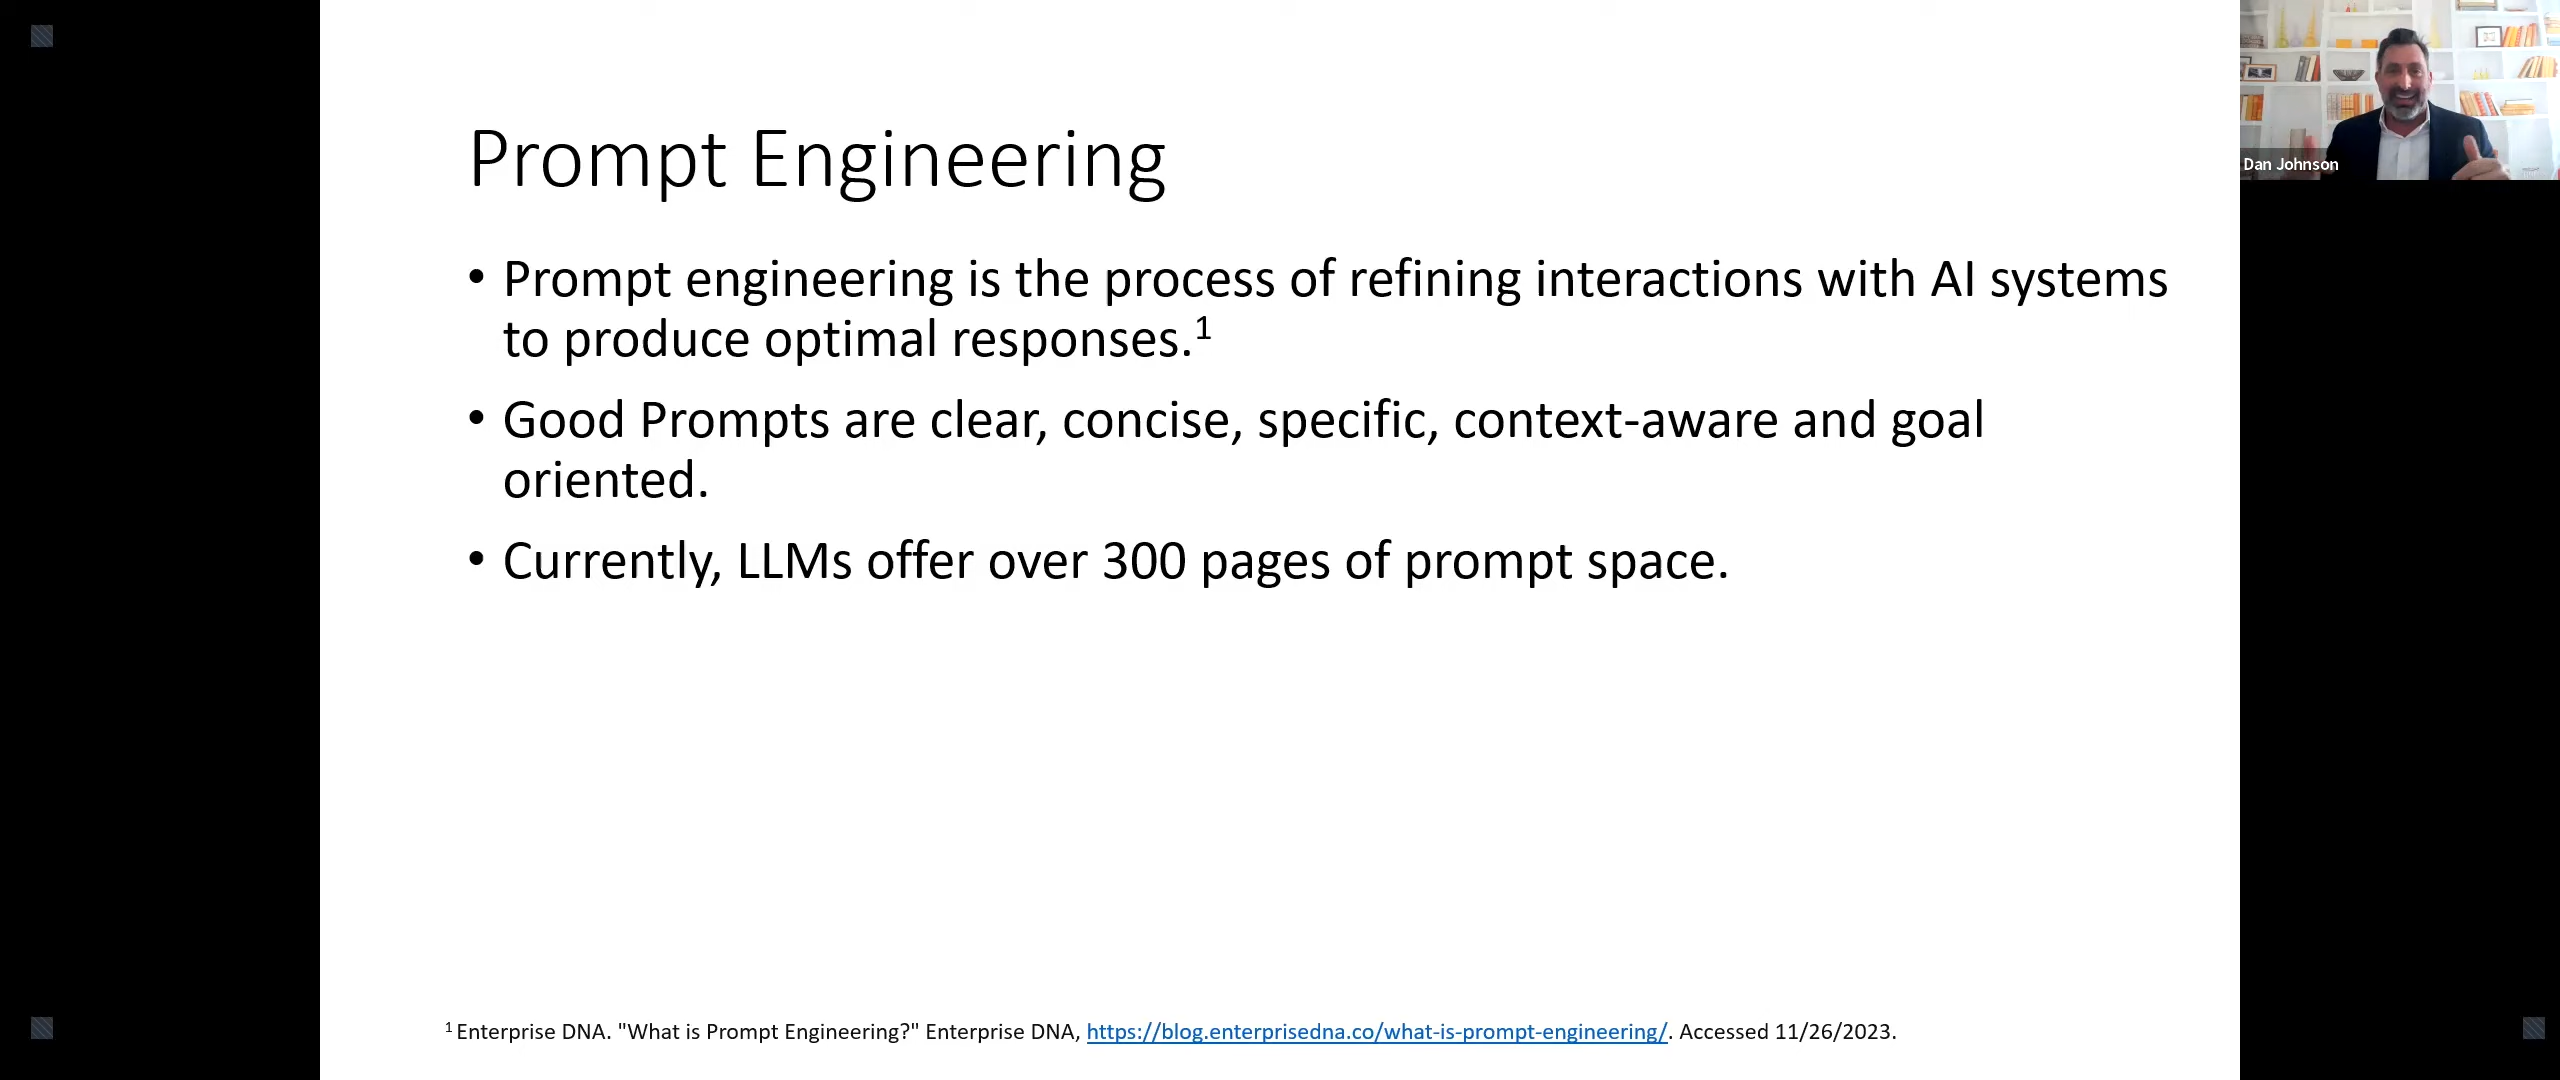 Prompt Engineering
• Prompt engineering is the process of refining interactions with AI systems
to produce optimal responses.¹
• Good Prompts are clear, concise, specific, context-aware and goal
oriented.
• Currently, LLMs offer over 300 pages of prompt space.
¹ Enterprise DNA. "What is Prompt Engineering?" Enterprise DNA, https://blog.enterprisedna.co/what-is-prompt-engineering/. Accessed 11/26/2023.
Dan Johnson